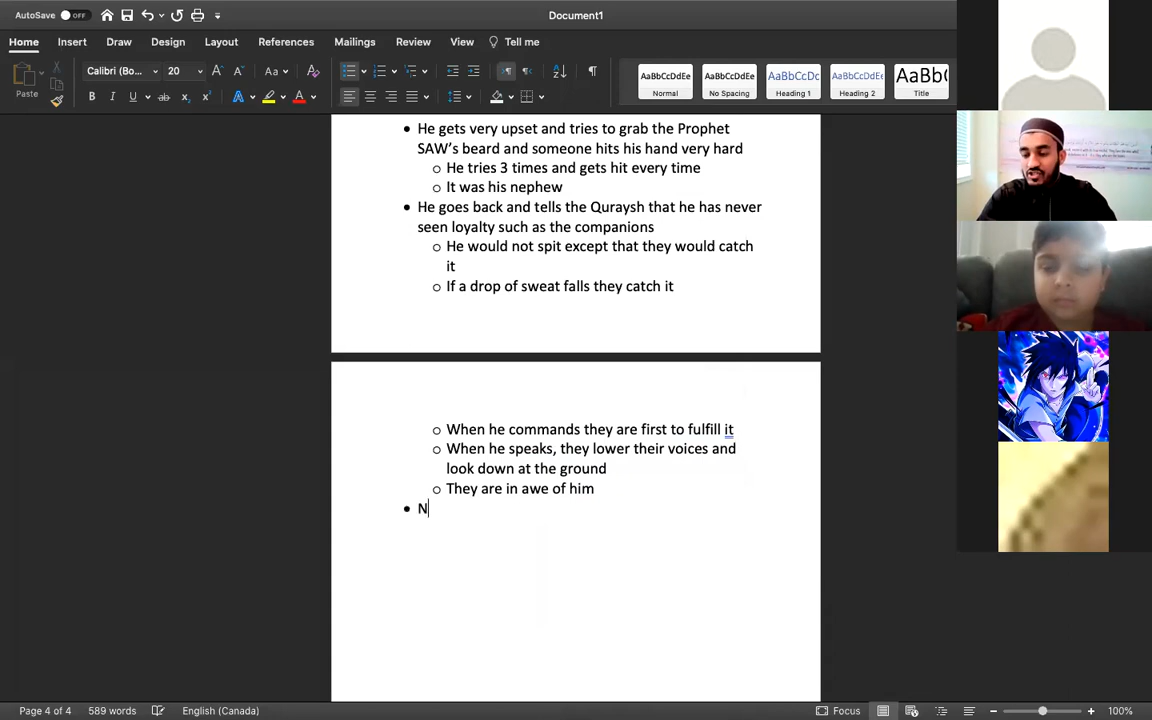 AutoSave OFF
Document1
Home Insert Draw Design Layout References Mailings Review View Tell me
Paste
Calibri (Bo... 20
Aa
AaBbCcDdEe
Normal
AaBbCcDdEe
No Spacing
AaBbCcDc
Heading 1
AaBbCcDdEe
Heading 2
AaBbC
Title
• He gets very upset and tries to grab the Prophet
SAW's beard and someone hits his hand very hard
o He tries 3 times and gets hit every time
o It was his nephew
• He goes back and tells the Quraysh that he has never
seen loyalty such as the companions
o He would not spit except that they would catch
it
o If a drop of sweat falls they catch it
o When he commands they are first to fulfill it
o When he speaks, they lower their voices and
look down at the ground
o They are in awe of him
• N
Page 4 of 4 589 words English (Canada) Focus 100%